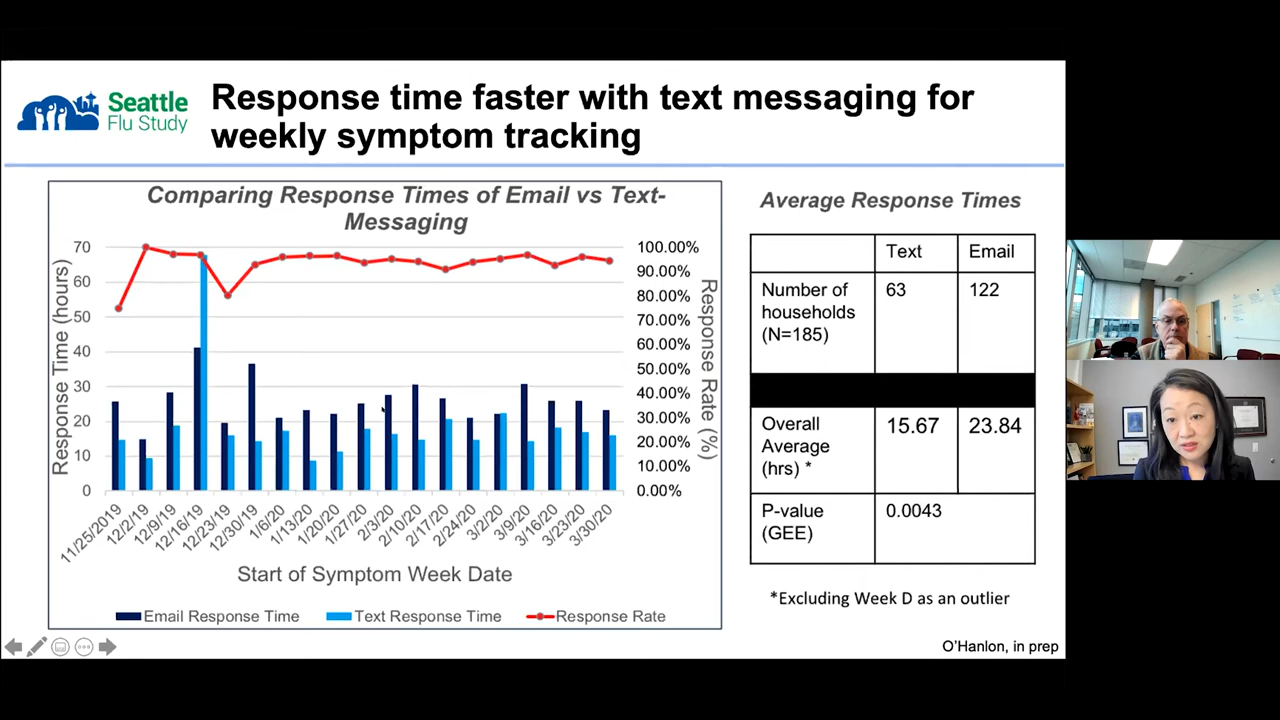 Seattle
Flu Study
Response time faster with text messaging for
weekly symptom tracking
Comparing Response Times of Email vs Text-
Messaging
Response Time (hours)
70
60
50
40
30
20
10
0
100.00%
90.00%
80.00%
70.00%
60.00%
50.00%
40.00%
30.00%
20.00%
10.00%
0.00%
Response Rate (%)
11/25/2019
12/2/19
12/9/19
12/16/19
12/23/19
12/30/19
1/6/20
1/13/20
1/20/20
1/27/20
2/3/20
2/10/20
2/17/20
2/24/20
3/2/20
3/9/20
3/16/20
3/23/20
3/30/20
Start of Symptom Week Date
Email Response Time
Text Response Time
Response Rate
Average Response Times
Text Email
Number of
households
(N=185)
63 122
Overall
Average
(hrs) *
15.67 23.84
P-value
(GEE)
0.0043
*Excluding Week D as an outlier
O'Hanlon, in prep